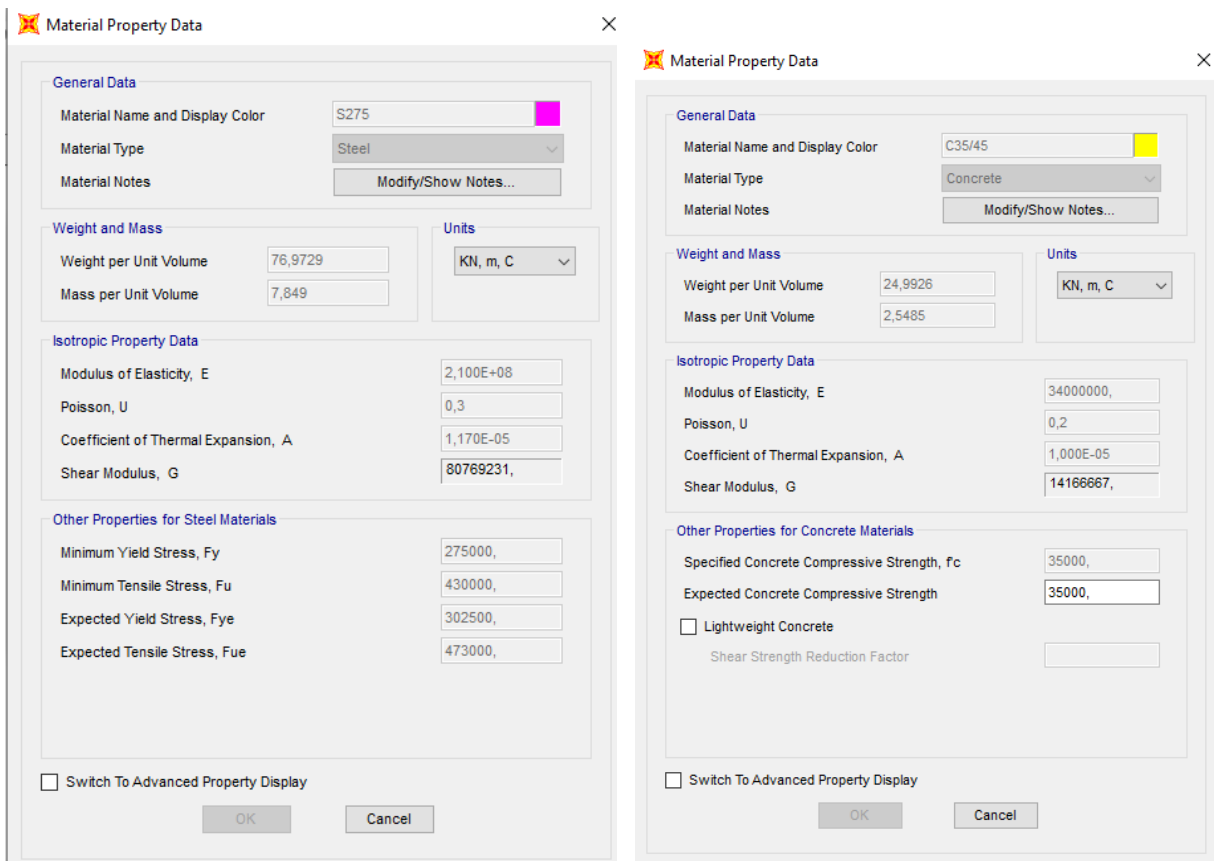 Material Property Data
General Data
Material Name and Display Color S275
Material Type Steel
Material Notes Modify/Show Notes...
Weight and Mass
Weight per Unit Volume 76,9729
Mass per Unit Volume 7,849
Units
KN, m, C
Isotropic Property Data
Modulus of Elasticity, E 2,100E+08
Poisson, U 0,3
Coefficient of Thermal Expansion, A 1,170E-05
Shear Modulus, G 80769231,
Other Properties for Steel Materials
Minimum Yield Stress, Fy 275000,
Minimum Tensile Stress, Fu 430000,
Expected Yield Stress, Fye 302500,
Expected Tensile Stress, Fue 473000,
Switch To Advanced Property Display
OK Cancel
Material Property Data
General Data
Material Name and Display Color C35/45
Material Type Concrete
Material Notes Modify/Show Notes...
Weight and Mass
Weight per Unit Volume 24,9926
Mass per Unit Volume 2,5485
Units
KN, m, C
Isotropic Property Data
Modulus of Elasticity, E 34000000,
Poisson, U 0,2
Coefficient of Thermal Expansion, A 1,000E-05
Shear Modulus, G 14166667,
Other Properties for Concrete Materials
Specified Concrete Compressive Strength, f'c 35000,
Expected Concrete Compressive Strength 35000,
Lightweight Concrete
Shear Strength Reduction Factor
Switch To Advanced Property Display
OK Cancel